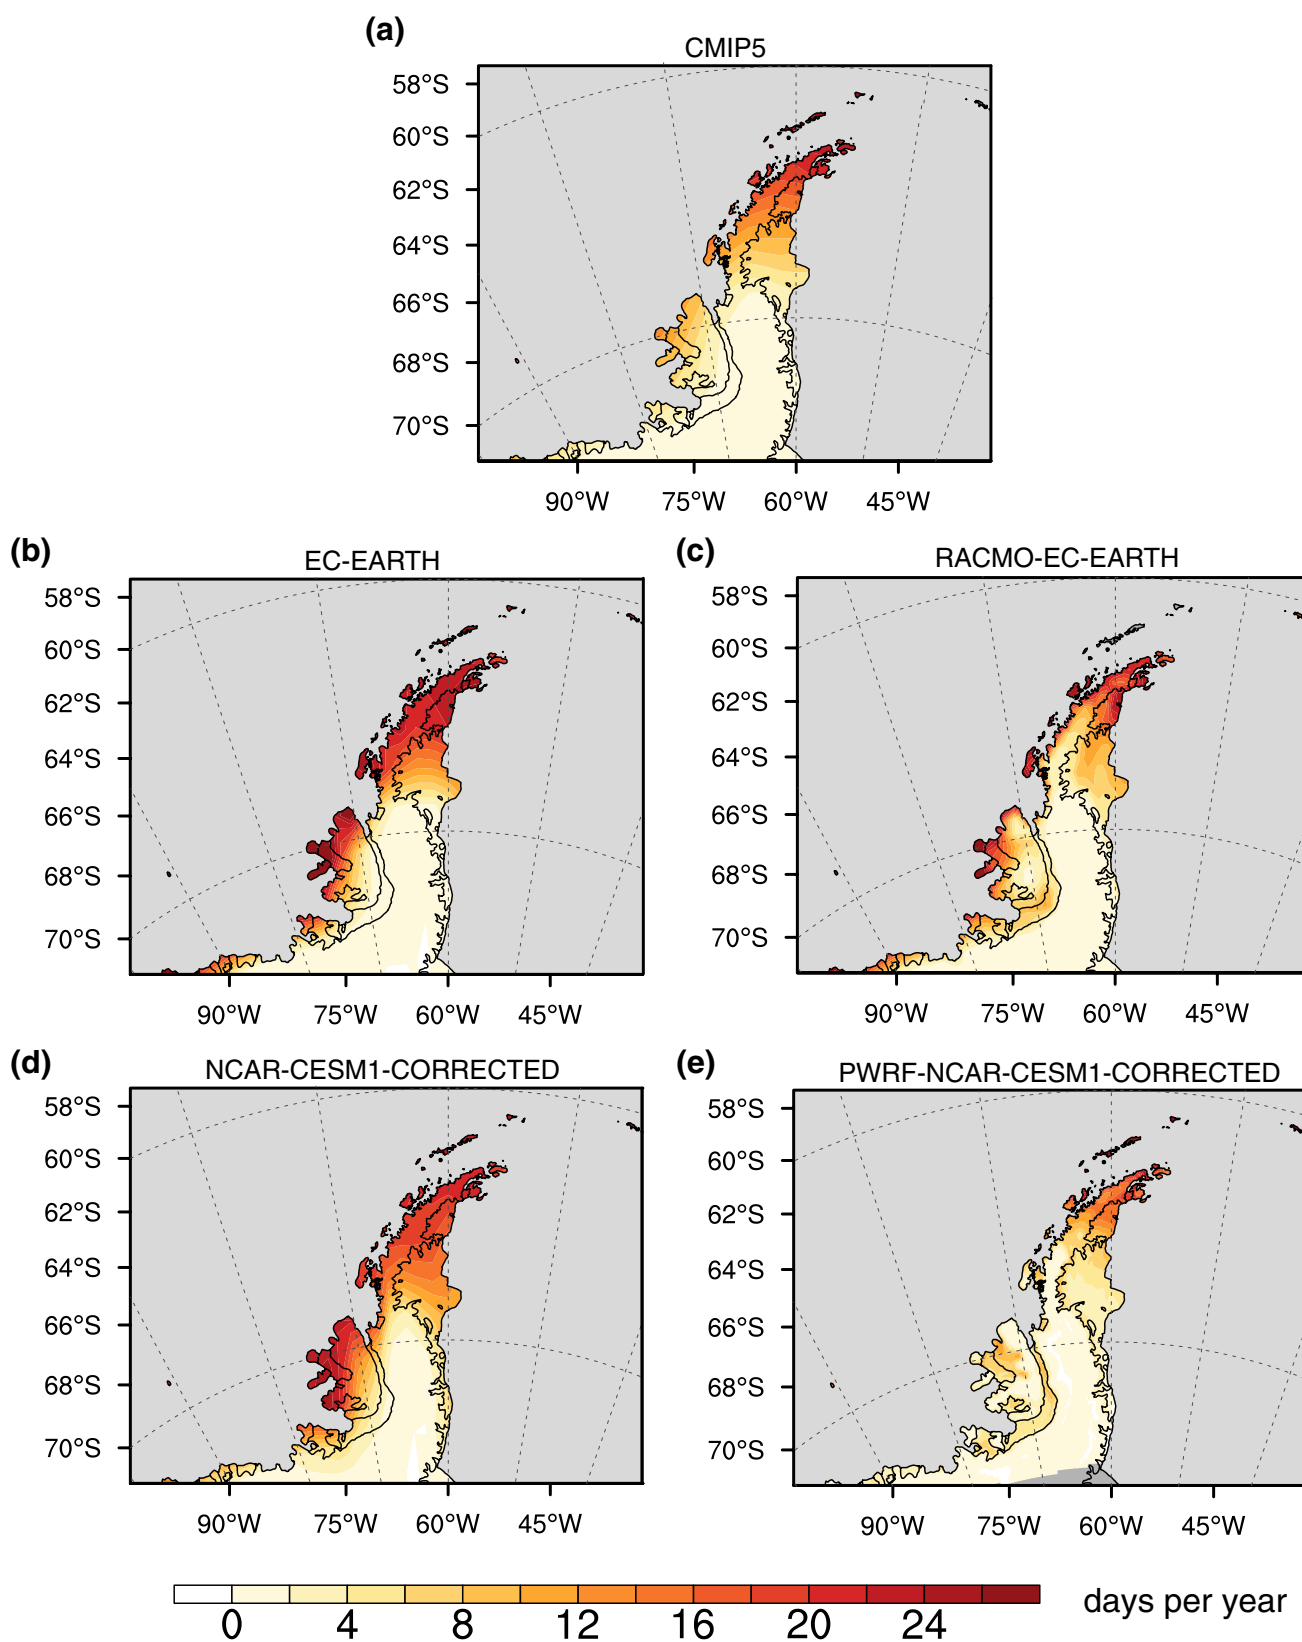 (a)
CMIP5
58°S
60°S
62°S
64°S
66°S
68°S
70°S
90°W 75°W 60°W 45°W
(b)
EC-EARTH
58°S
60°S
62°S
64°S
66°S
68°S
70°S
90°W 75°W 60°W 45°W
(c)
RACMO-EC-EARTH
58°S
60°S
62°S
64°S
66°S
68°S
70°S
90°W 75°W 60°W 45°W
(d)
NCAR-CESM1-CORRECTED
58°S
60°S
62°S
64°S
66°S
68°S
70°S
90°W 75°W 60°W 45°W
(e)
PWRF-NCAR-CESM1-CORRECTED
58°S
60°S
62°S
64°S
66°S
68°S
70°S
90°W 75°W 60°W 45°W
0 4 8 12 16 20 24 days per year